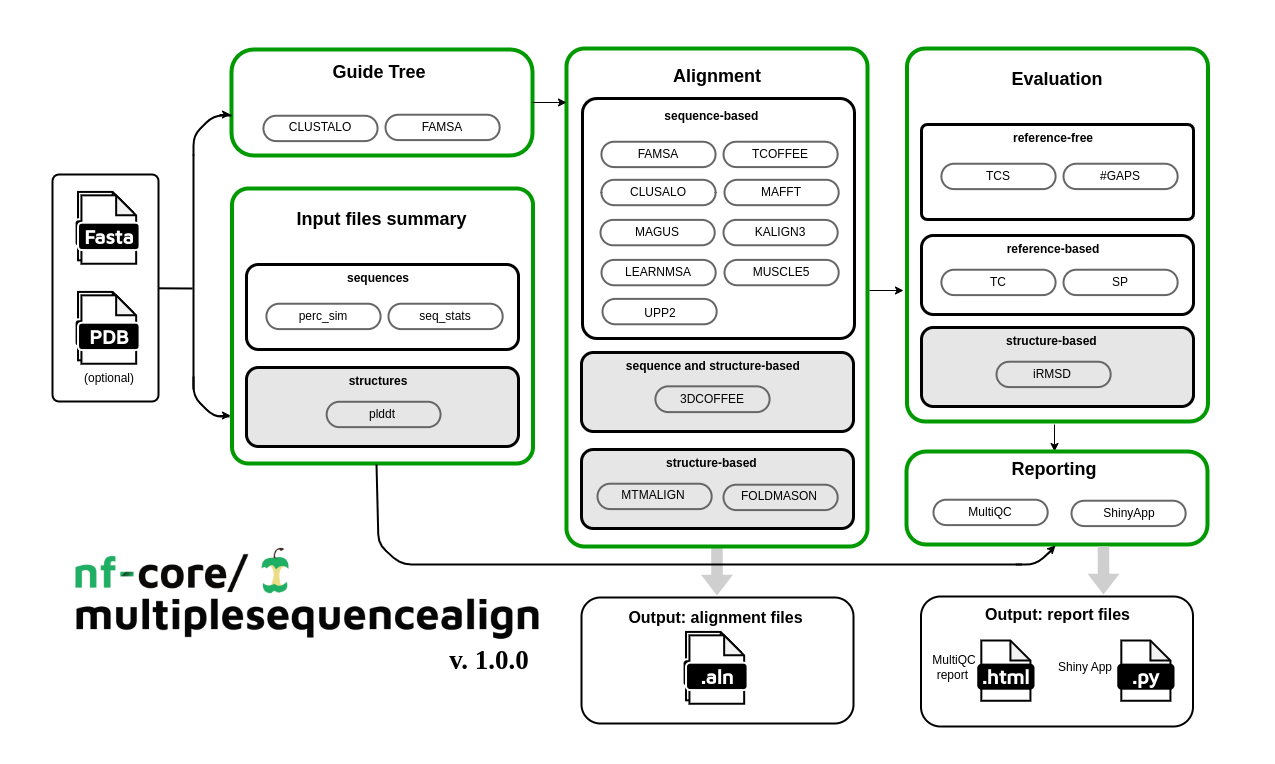 Fasta
PDB
(optional)
Guide Tree
CLUSTALO
FAMSA
Input files summary
sequences
perc_sim
seq_stats
structures
plddt
Alignment
sequence-based
FAMSA
TCOFFEE
CLUSALO
MAFFT
MAGUS
KALIGN3
LEARNMSA
MUSCLE5
UPP2
sequence and structure-based
3DCOFFEE
structure-based
MTMALIGN
FOLDMASON
Evaluation
reference-free
TCS
#GAPS
reference-based
TC
SP
structure-based
iRMSD
Reporting
MultiQC
ShinyApp
nf-core/
multiplesequencealign
v. 1.0.0
Output: alignment files
.aln
Output: report files
MultiQC
report
.html
Shiny App
.py